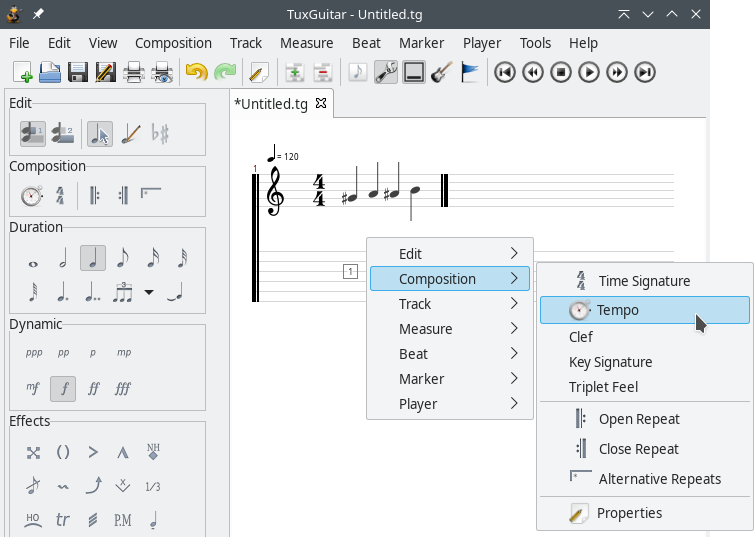 TuxGuitar - Untitled.tg
File Edit View Composition Track Measure Beat Marker Player Tools Help
*Untitled.tg
Edit
1 2
Composition
Duration
3
Dynamic
ppp pp p mp
mf f ff fff
Effects
NH
X 1/3
HO tr P.M
= 120
1
4
4
1
Edit
Composition
Track
Measure
Beat
Marker
Player
Time Signature
Tempo
Clef
Key Signature
Triplet Feel
Open Repeat
Close Repeat
Alternative Repeats
Properties